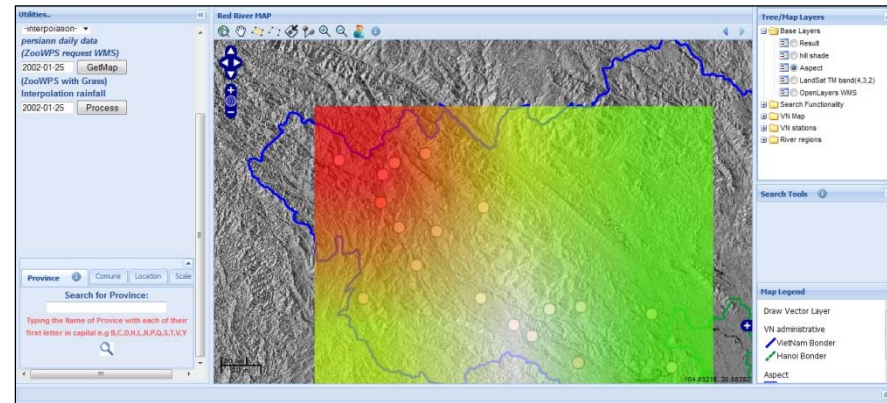 Utilities..
-Interpolation-
persiann daily data
(ZooWPS request WMS)
2002-01-25 GetMap
(ZooWPS with Grass)
Interpolation rainfall
2002-01-25 Process
Province Comune Location Scale
Search for Province:
Typing the Name of Provice with each of their
first letter in capital e.g B,C,D,H,L,N,P,Q,S,T,V,Y
Red River MAP
Tree/Map Layers
Base Layers
Result
hill shade
Aspect
LandSat TM band(4,3,2)
OpenLayers WMS
Search Functionality
VN Map
VN stations
River regions
Search Tools
Map Legend
Draw Vector Layer
VN administrative
VietNam Bonder
Hanoi Bonder
Aspect